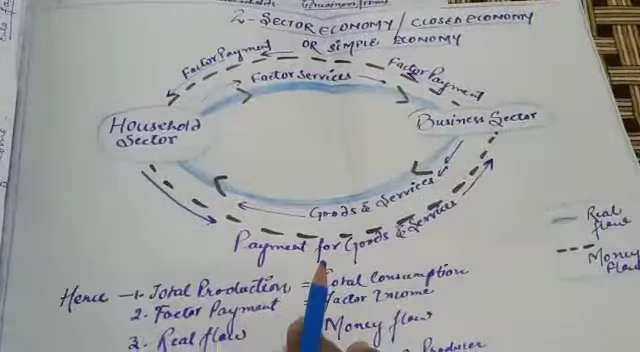 2-SECTOR ECONOMY / CLOSED ECONOMY
OR SIMPLE ECONOMY
Factor Payment
Factor Payment
Factor Services
Household
Sector
Business Sector
Goods & Services
Payment for Goods & Services
Real
flow
Money
flow
Hence - 1. Total Production = Total Consumption
2. Factor Payment = Factor Income
3. Real flow Money flow
Producer